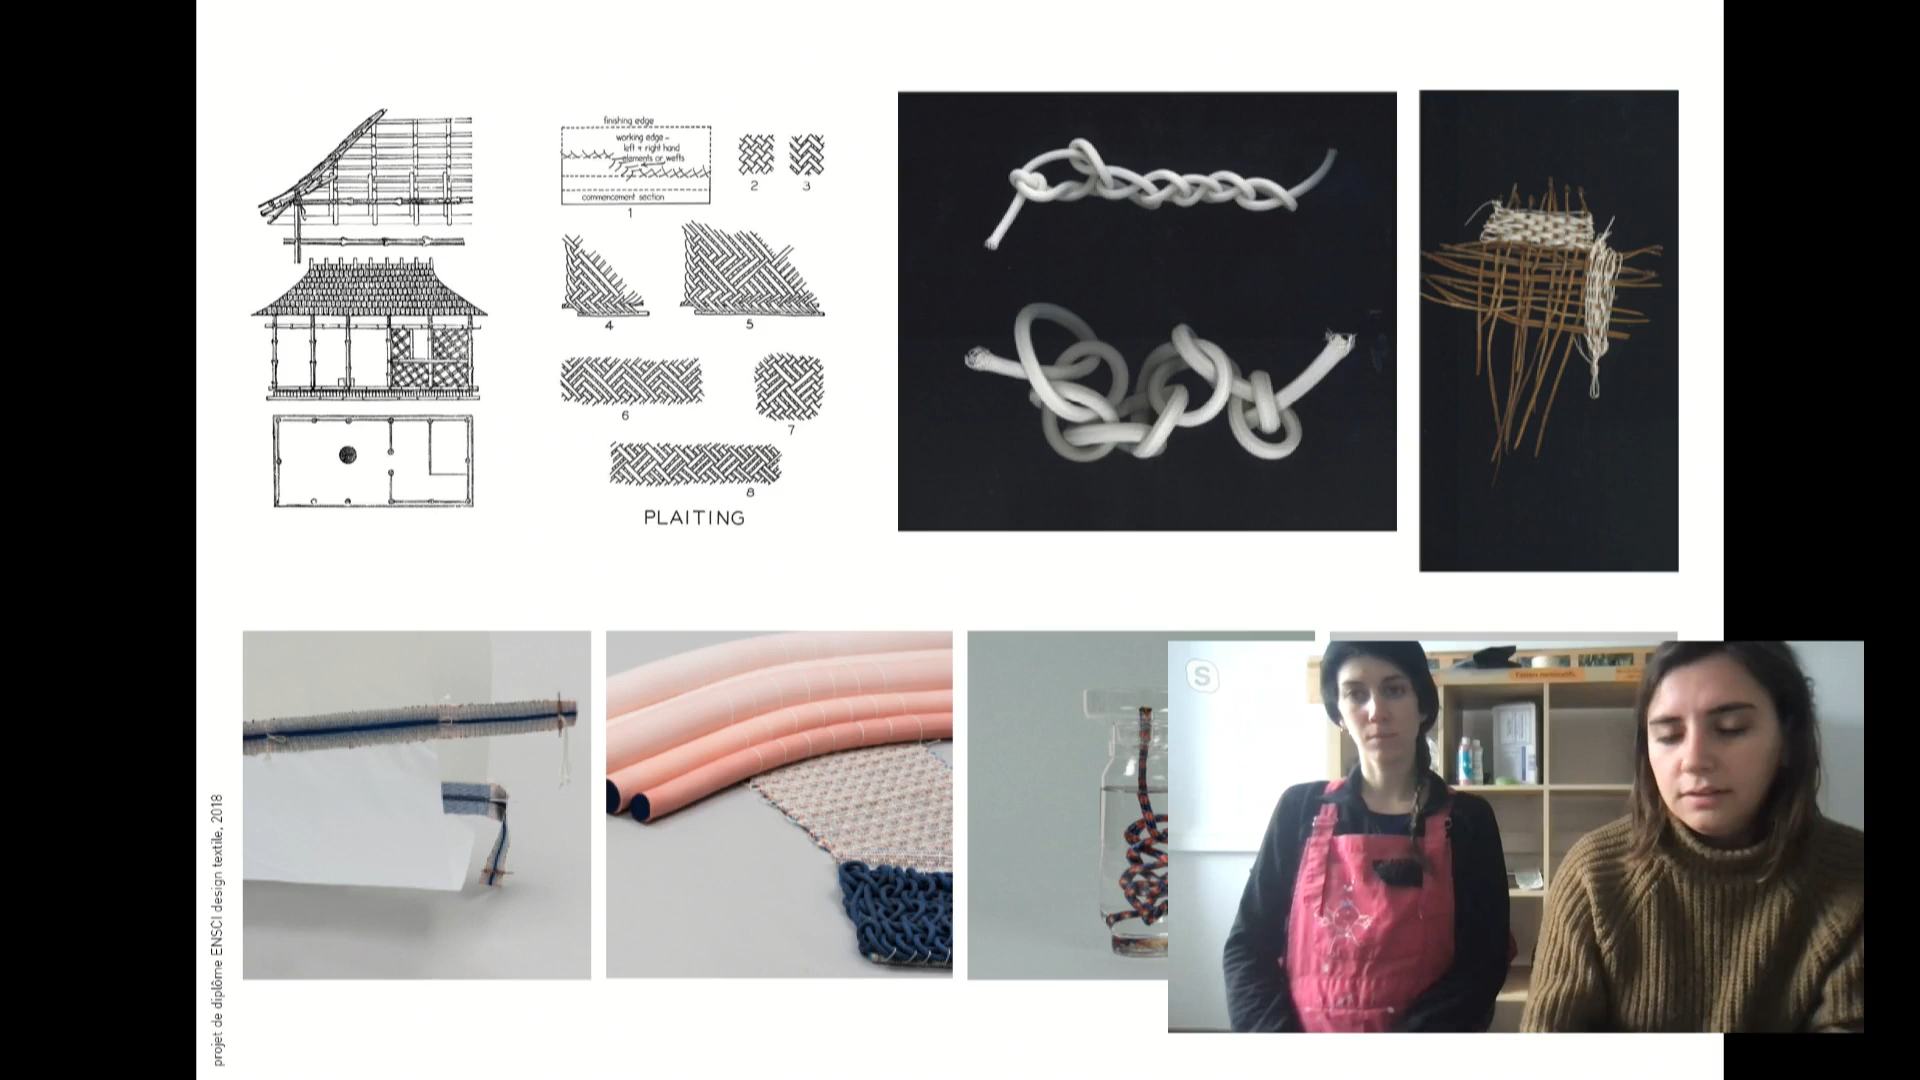 finishing edge
working edge -
left + right hand
elements or wefts
commencement section
1
2
3
4
5
6
7
8
PLAITING
projet de diplôme ENSCI design textile, 2018
S